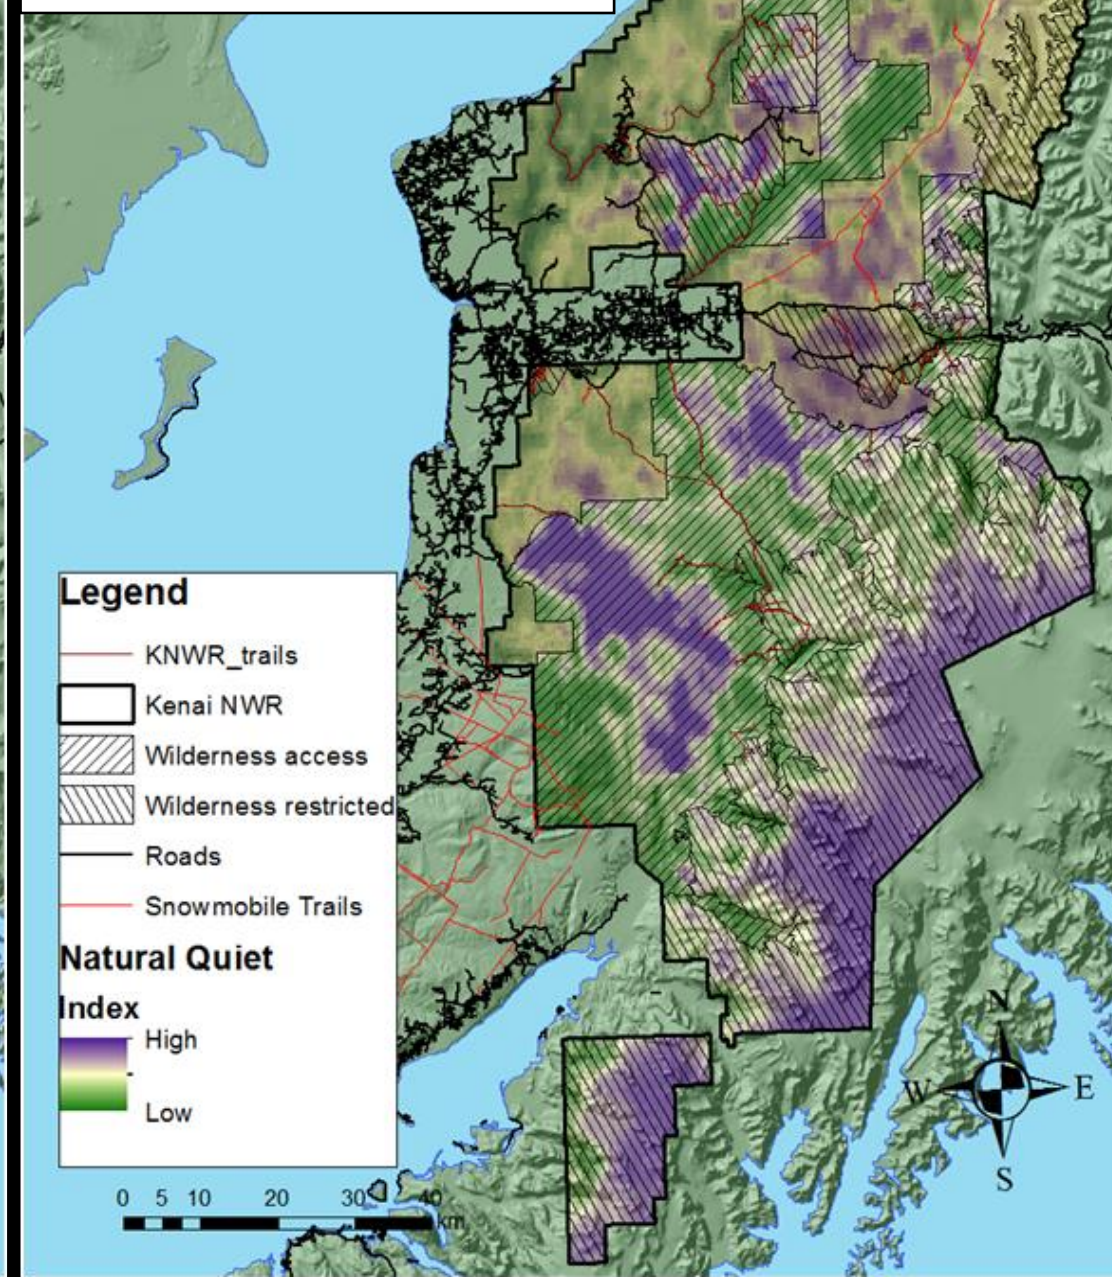 Legend
KNWR_trails
Kenai NWR
Wilderness access
Wilderness restricted
Roads
Snowmobile Trails
Natural Quiet
Index
High
Low
0 5 10 20 30 40
km
N
W E
S